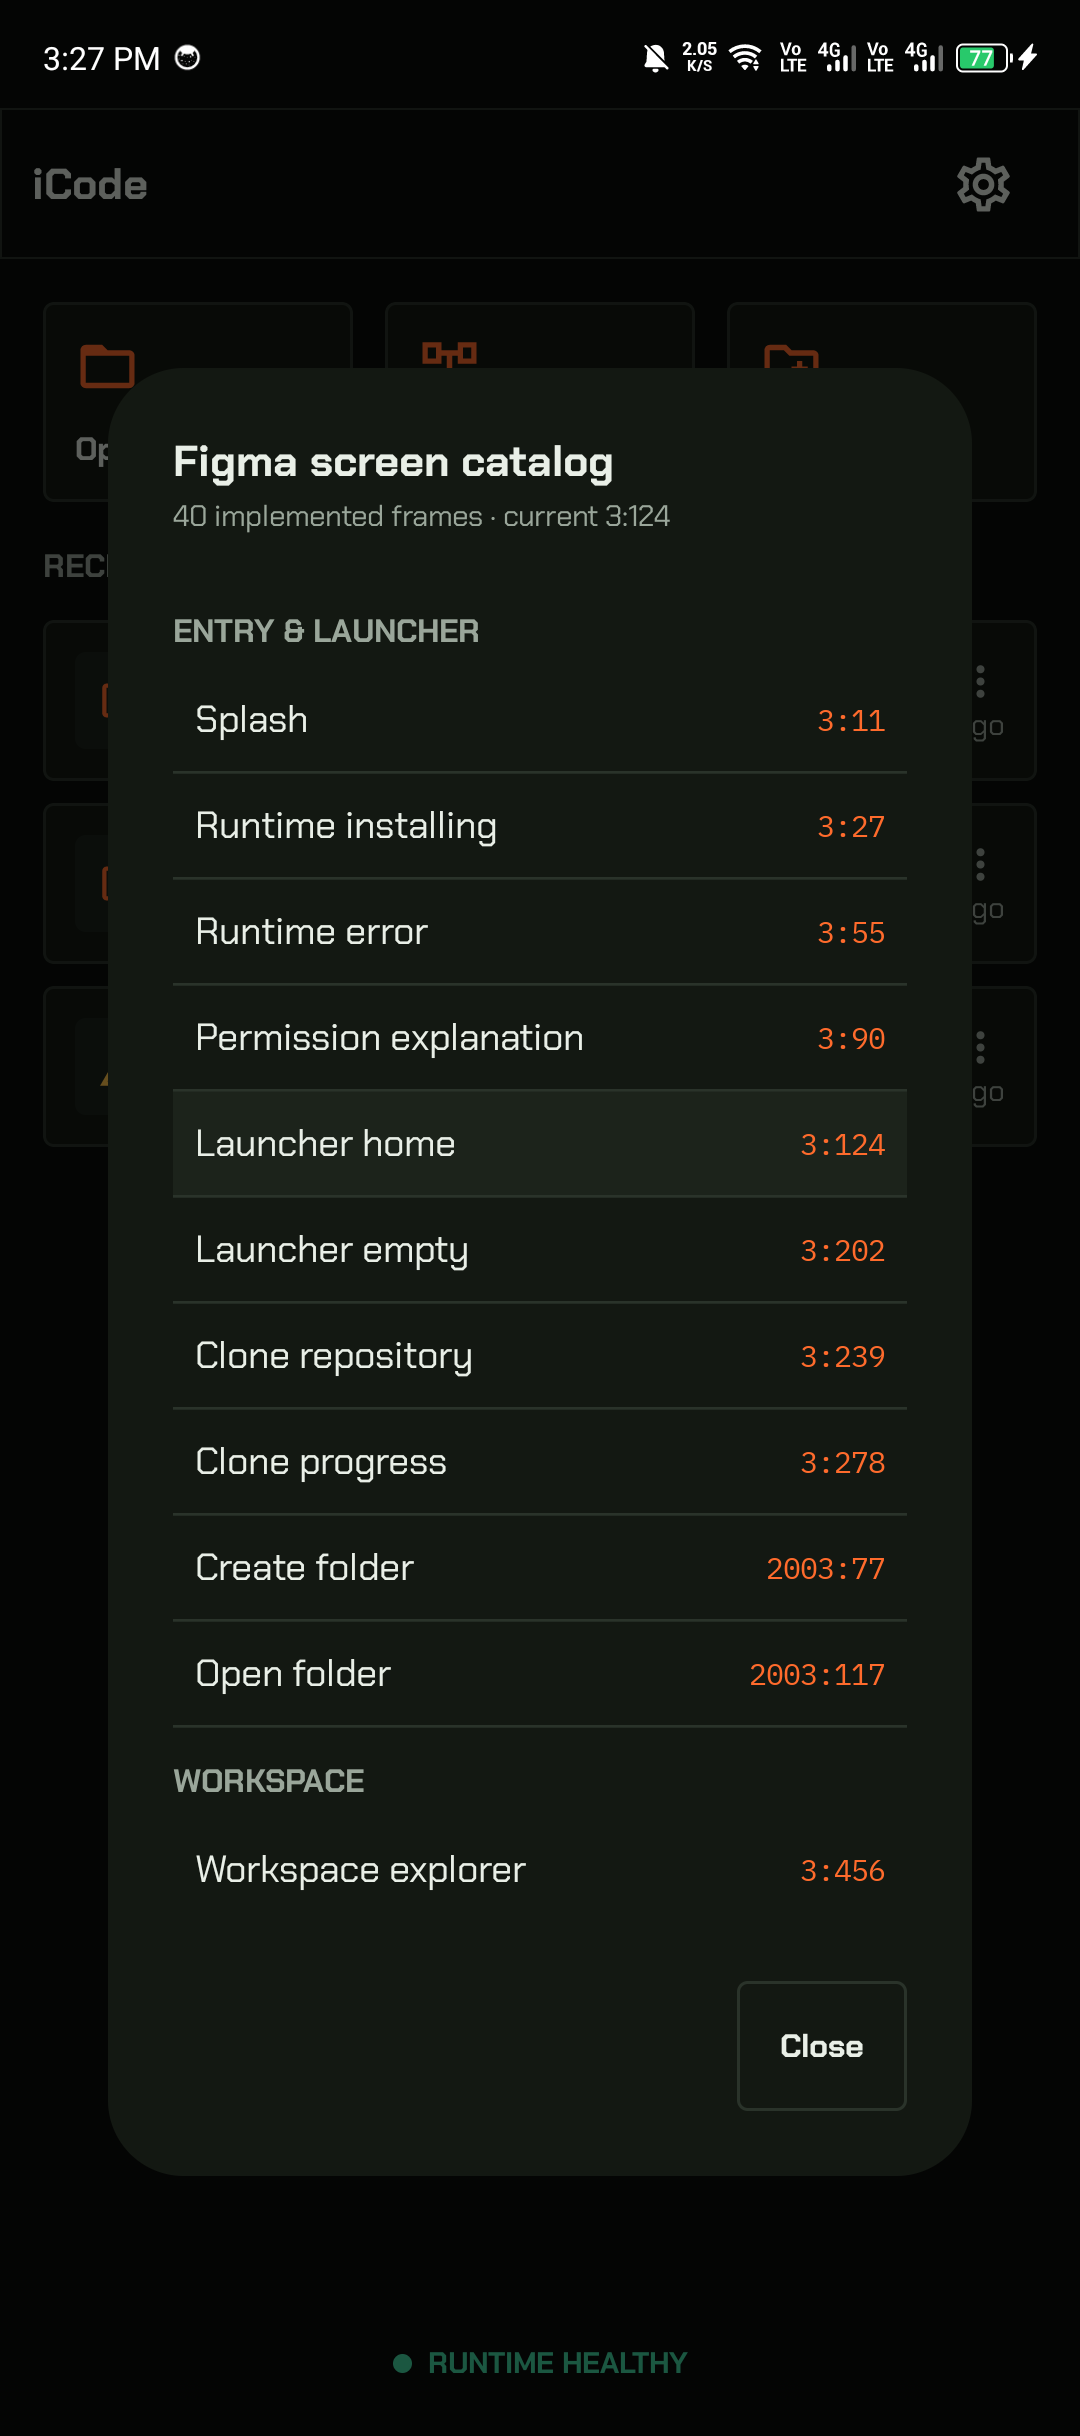 3:27 PM
2.05 K/S
Vo LTE 4G Vo LTE 4G 77
iCode
Figma screen catalog
40 implemented frames · current 3:124
ENTRY & LAUNCHER
Splash 3:11
Runtime installing 3:27
Runtime error 3:55
Permission explanation 3:90
Launcher home 3:124
Launcher empty 3:202
Clone repository 3:239
Clone progress 3:278
Create folder 2003:77
Open folder 2003:117
WORKSPACE
Workspace explorer 3:456
Close
go
go
go
RUNTIME HEALTHY